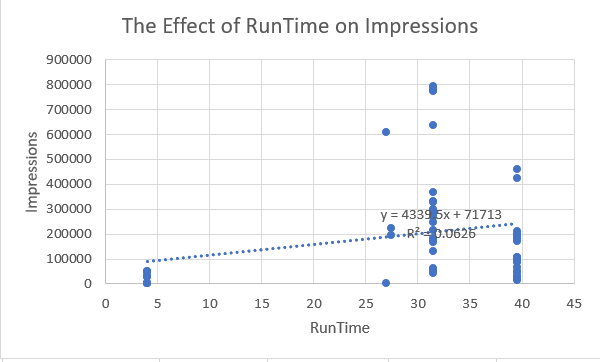 The Effect of RunTime on Impressions
900000
800000
700000
600000
500000
400000
300000
200000
100000
0
Impressions
y = 4339.5x + 71713
R² = 0.0626
0 5 10 15 20 25 30 35 40 45
RunTime